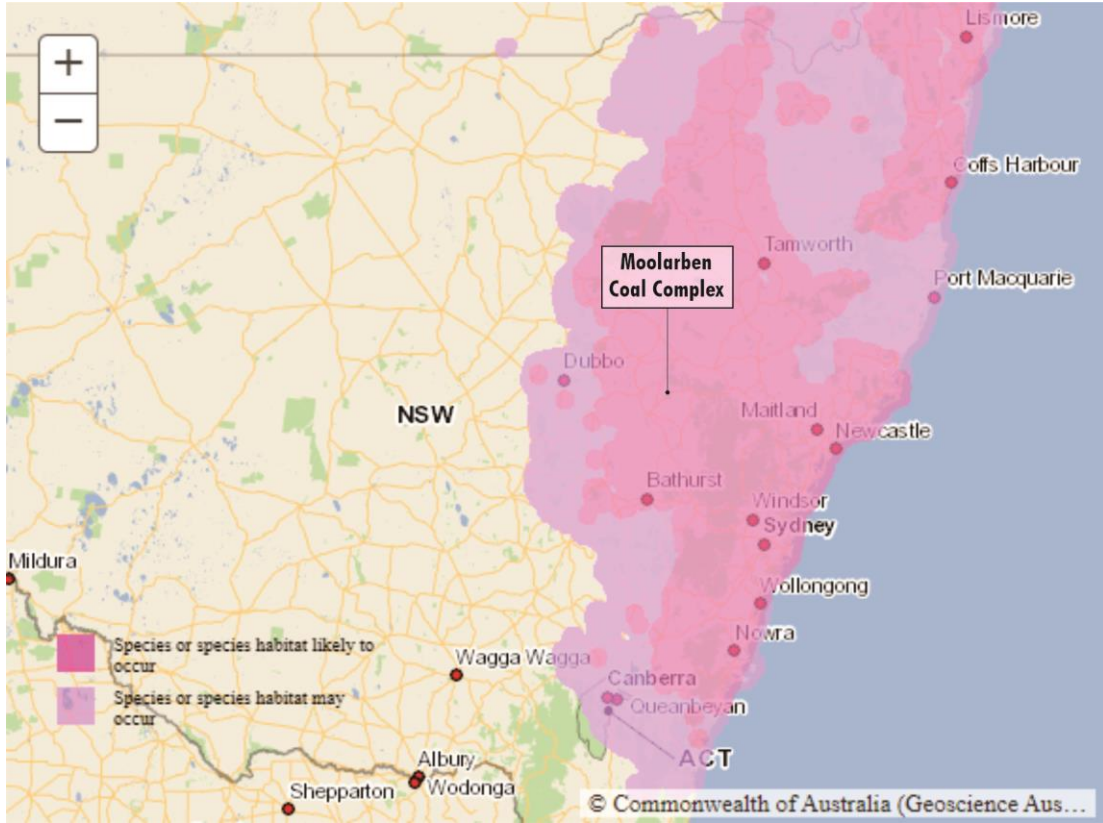 +
Lismore
−
Coffs Harbour
Tamworth
Moolarben
Coal Complex
Port Macquarie
Dubbo
NSW
Maitland
Newcastle
Bathurst
Windsor
Sydney
Mildura
Wollongong
Nowra
Species or species habitat likely to
occur
Wagga Wagga
Canberra
Species or species habitat may
occur
Queanbeyan
ACT
Albury
Wodonga
Shepparton
© Commonwealth of Australia (Geoscience Aus…